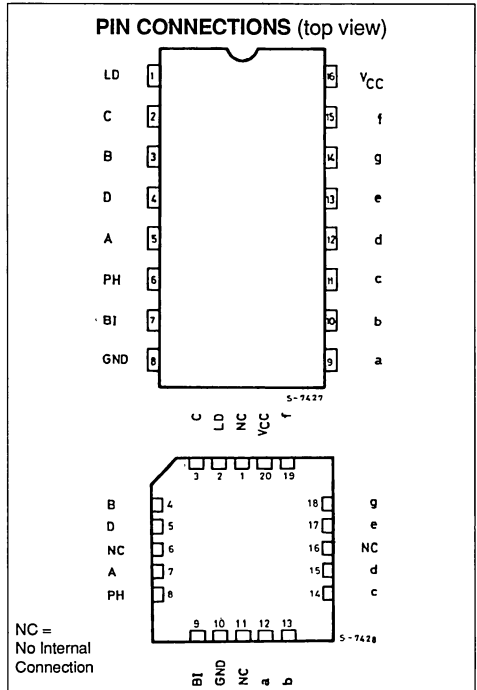 PIN CONNECTIONS (top view)
LD 1 16 VCC
C 2 15 f
B 3 14 g
D 4 13 e
A 5 12 d
PH 6 11 c
BI 7 10 b
GND 8 9 a
S-7427
C LD NC VCC f
3 2 1 20 19
B 4 18 g
D 5 17 e
NC 6 16 NC
A 7 15 d
PH 8 14 c
9 10 11 12 13
S-7428
BI GND NC a b
NC =
No Internal
Connection